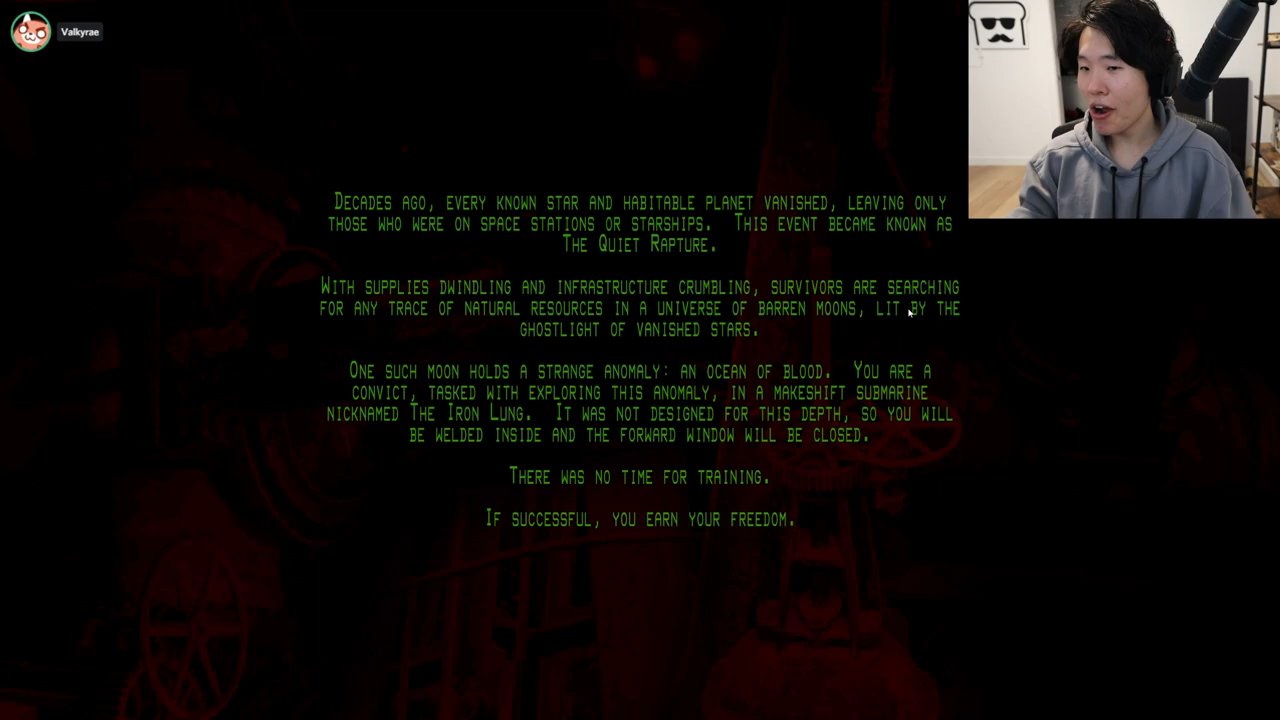 Valkyrae
Decades ago, every known star and habitable planet vanished, leaving only
those who were on space stations or starships.  This event became known as
The Quiet Rapture.
With supplies dwindling and infrastructure crumbling, survivors are searching
for any trace of natural resources in a universe of barren moons, lit by the
ghostlight of vanished stars.
One such moon holds a strange anomaly: an ocean of blood.  You are a
convict, tasked with exploring this anomaly, in a makeshift submarine
nicknamed The Iron Lung.  It was not designed for this depth, so you will
be welded inside and the forward window will be closed.
There was no time for training.
If successful, you earn your freedom.